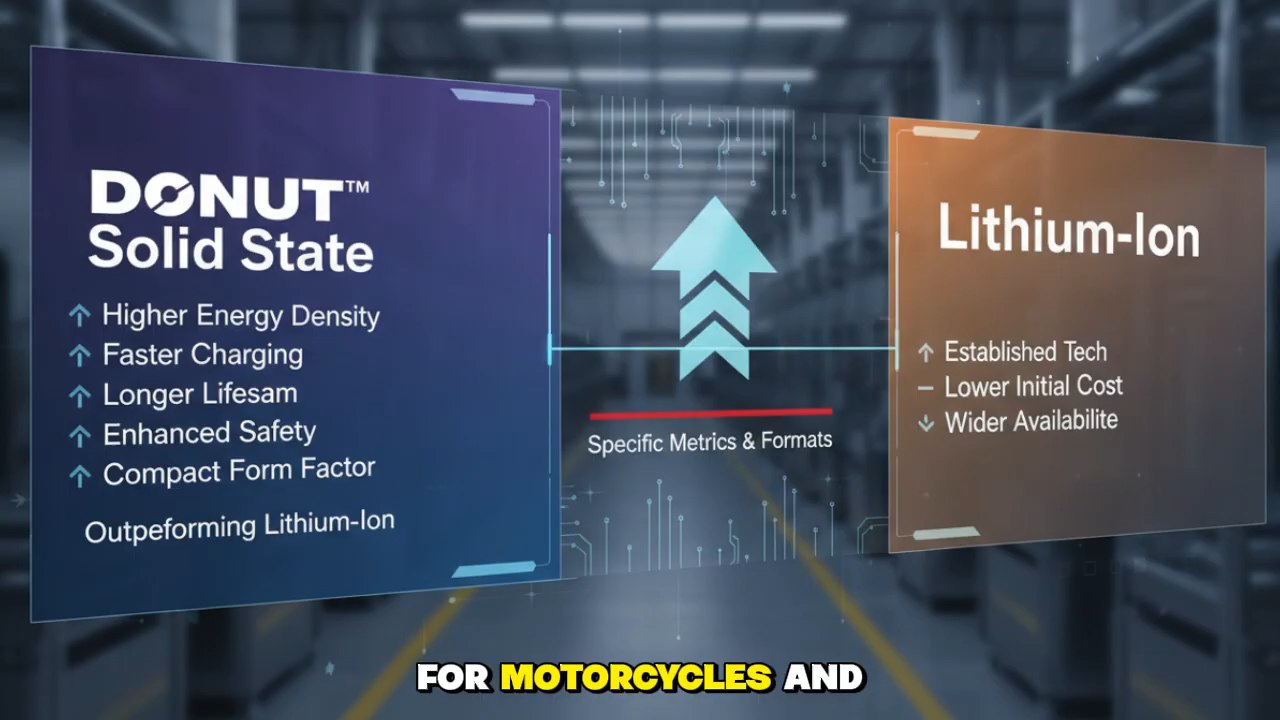 DONUT™
Solid State
Higher Energy Density
Faster Charging
Longer Lifesam
Enhanced Safety
Compact Form Factor
Outpeforming Lithium-Ion
Specific Metrics & Formats
Lithium-Ion
Established Tech
Lower Initial Cost
Wider Availabilite
FOR MOTORCYCLES AND